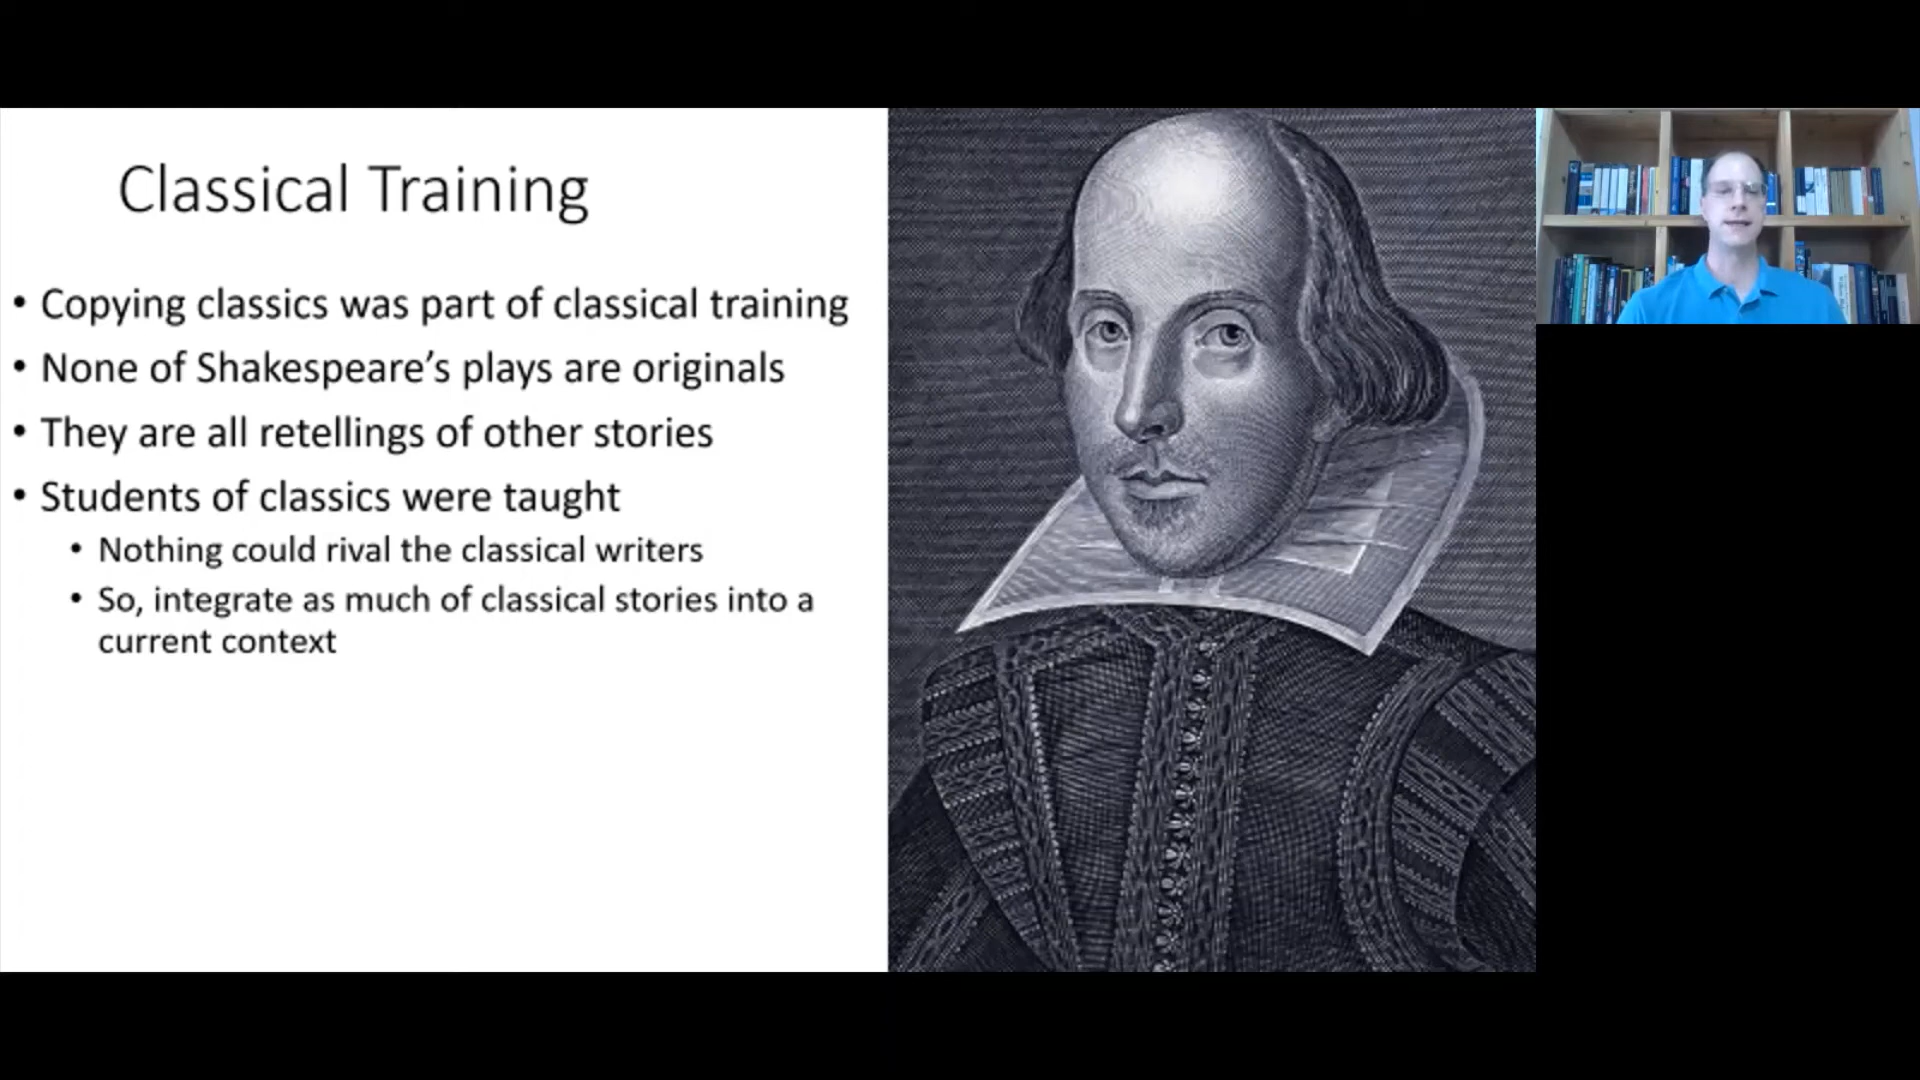 Classical Training
• Copying classics was part of classical training
• None of Shakespeare’s plays are originals
• They are all retellings of other stories
• Students of classics were taught
• Nothing could rival the classical writers
• So, integrate as much of classical stories into a
current context